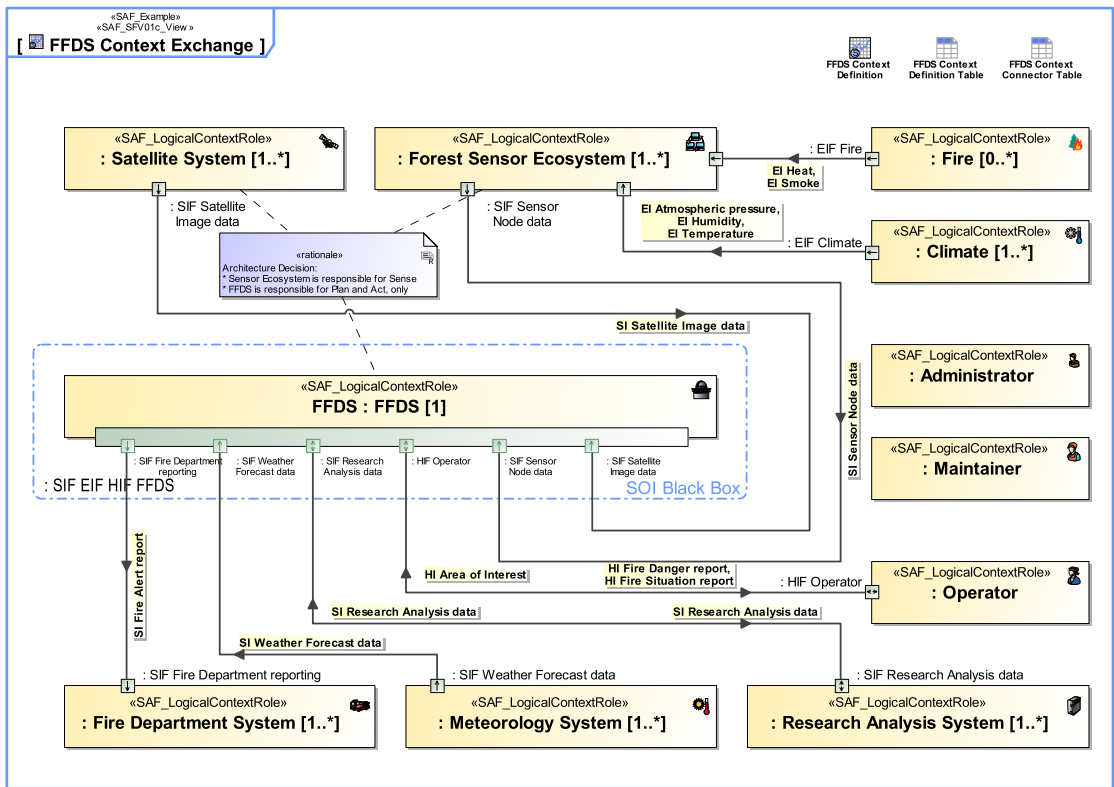 «SAF_Example»
«SAF_SFV01c_View»
[ FFDS Context Exchange ]
FFDS Context
Definition
FFDS Context
Definition Table
FFDS Context
Connector Table
«SAF_LogicalContextRole»
: Satellite System [1..*]
«SAF_LogicalContextRole»
: Forest Sensor Ecosystem [1..*]
: EIF Fire
EI Heat,
EI Smoke
«SAF_LogicalContextRole»
: Fire [0..*]
: SIF Satellite
Image data
: SIF Sensor
Node data
EI Atmospheric pressure,
EI Humidity,
EI Temperature
: EIF Climate
«SAF_LogicalContextRole»
: Climate [1..*]
«rationale»
R
Architecture Decision:
* Sensor Ecosystem is responsible for Sense
* FFDS is responsible for Plan and Act, only
SI Satellite Image data
«SAF_LogicalContextRole»
: Administrator
«SAF_LogicalContextRole»
FFDS : FFDS [1]
SI Sensor Node data
«SAF_LogicalContextRole»
: Maintainer
: SIF Fire Department
reporting
: SIF Weather
Forecast data
: SIF Research
Analysis data
: HIF Operator
: SIF Sensor
Node data
: SIF Satellite
Image data
: SIF EIF HIF FFDS
SOI Black Box
SI Fire Alert report
HI Area of Interest
HI Fire Danger report,
HI Fire Situation report
: HIF Operator
«SAF_LogicalContextRole»
: Operator
SI Research Analysis data
SI Research Analysis data
SI Weather Forecast data
: SIF Fire Department reporting
: SIF Weather Forecast data
: SIF Research Analysis data
«SAF_LogicalContextRole»
: Fire Department System [1..*]
«SAF_LogicalContextRole»
: Meteorology System [1..*]
«SAF_LogicalContextRole»
: Research Analysis System [1..*]